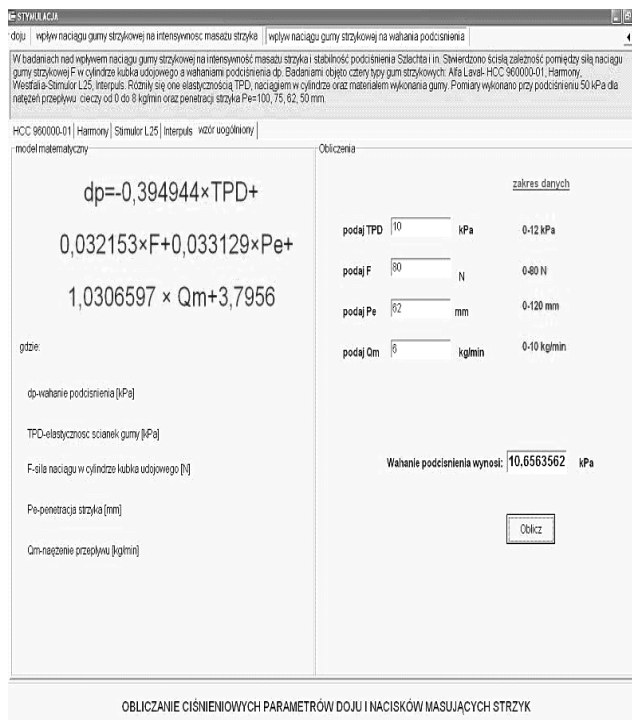 STYMULACJA
doju wpływ naciągu gumy strzykowej na intensywnosc masażu strzyka wpływ naciągu gumy strzykowej na wahania podcisnienia
W badaniach nad wpływem naciągu gumy strzykowej na intensywność masażu strzyka i stabilność podciśnienia Szlachta i in. Stwierdzono ścisłą zależność pomiędzy siłą naciągu
gumy strzykowej F w cylindrze kubka udojowego a wahaniami podciśnienia dp. Badaniami objęto cztery typy gum strzykowych: Alfa Laval- HCC 960000-01, Harmony,
Westfalia-Stimulor L25, Interpuls. Różniły się one elastycznością TPD, naciągiem w cylindrze oraz materiałem wykonania gumy. Pomiary wykonano przy podciśnieniu 50 kPa dla
natężeń przepływu cieczy od 0 do 8 kg/min oraz penetracji strzyka Pe=100, 75, 62, 50 mm.
HCC 960000-01 Harmony Stimulor L25 Interpuls wzór uogólniony
model matematyczny
dp=-0,394944×TPD+
0,032153×F+0,033129×Pe+
1,0306597 × Qm+3,7956
gdzie:
dp-wahanie podcisnienia [kPa]
TPD-elastycznosc scianek gumy [kPa]
F-sila naciągu w cylindrze kubka udojowego [N]
Pe-penetracja strzyka [mm]
Qm-naężenie przepływu [kg/min]
Obliczenia
zakres danych
podaj TPD 10 kPa 0-12 kPa
podaj F 80 N 0-80 N
podaj Pe 62 mm 0-120 mm
podaj Qm 6 kg/min 0-10 kg/min
Wahanie podcisnienia wynosi: 10,6563562 kPa
Oblicz
OBLICZANIE CIŚNIENIOWYCH PARAMETRÓW DOJU I NACISKÓW MASUJĄCYCH STRZYK